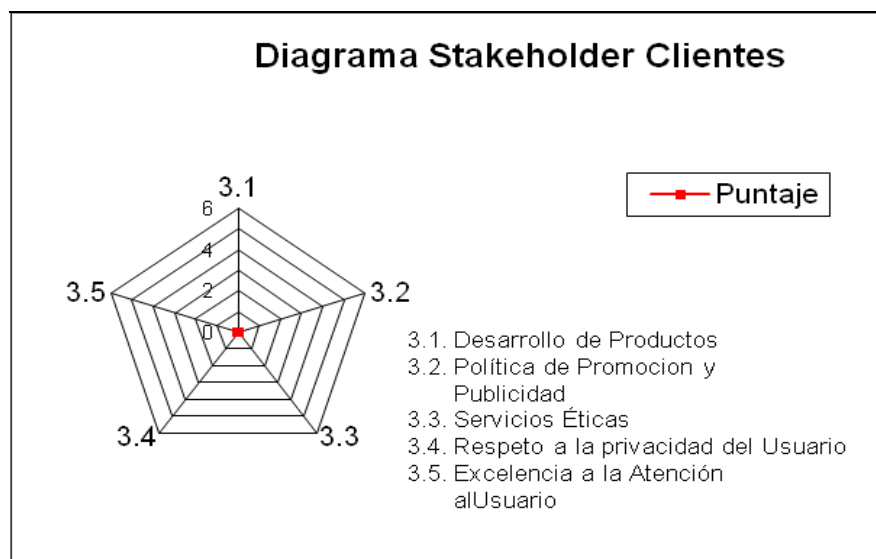 Diagrama Stakeholder Clientes
Puntaje
3.1
6
4
2
0
3.5
3.2
3.4
3.3
3.1. Desarrollo de Productos
3.2. Política de Promocion y
Publicidad
3.3. Servicios Éticas
3.4. Respeto a la privacidad del Usuario
3.5. Excelencia a la Atención
alUsuario